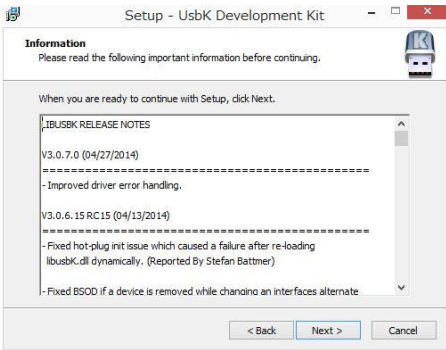 Setup - UsbK Development Kit
Information
Please read the following important information before continuing.
When you are ready to continue with Setup, click Next.
LIBUSBK RELEASE NOTES
V3.0.7.0 (04/27/2014)
=====================================================
- Improved driver error handling.
V3.0.6.15 RC15 (04/13/2014)
=====================================================
- Fixed hot-plug init issue which caused a failure after re-loading
libusbK.dll dynamically. (Reported By Stefan Battmer)
- Fixed BSOD if a device is removed while changing an interfaces alternate
< Back
Next >
Cancel